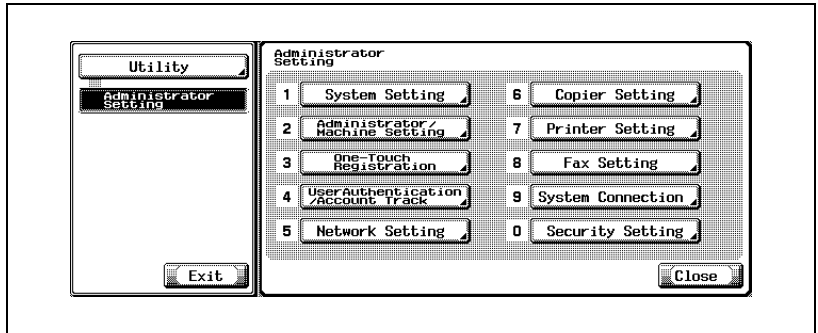 Utility
Administrator
Setting
Exit
Administrator
Setting
1 System Setting
2 Administrator/
Machine Setting
3 One-Touch
Registration
4 UserAuthentication
/Account Track
5 Network Setting
6 Copier Setting
7 Printer Setting
8 Fax Setting
9 System Connection
0 Security Setting
Close